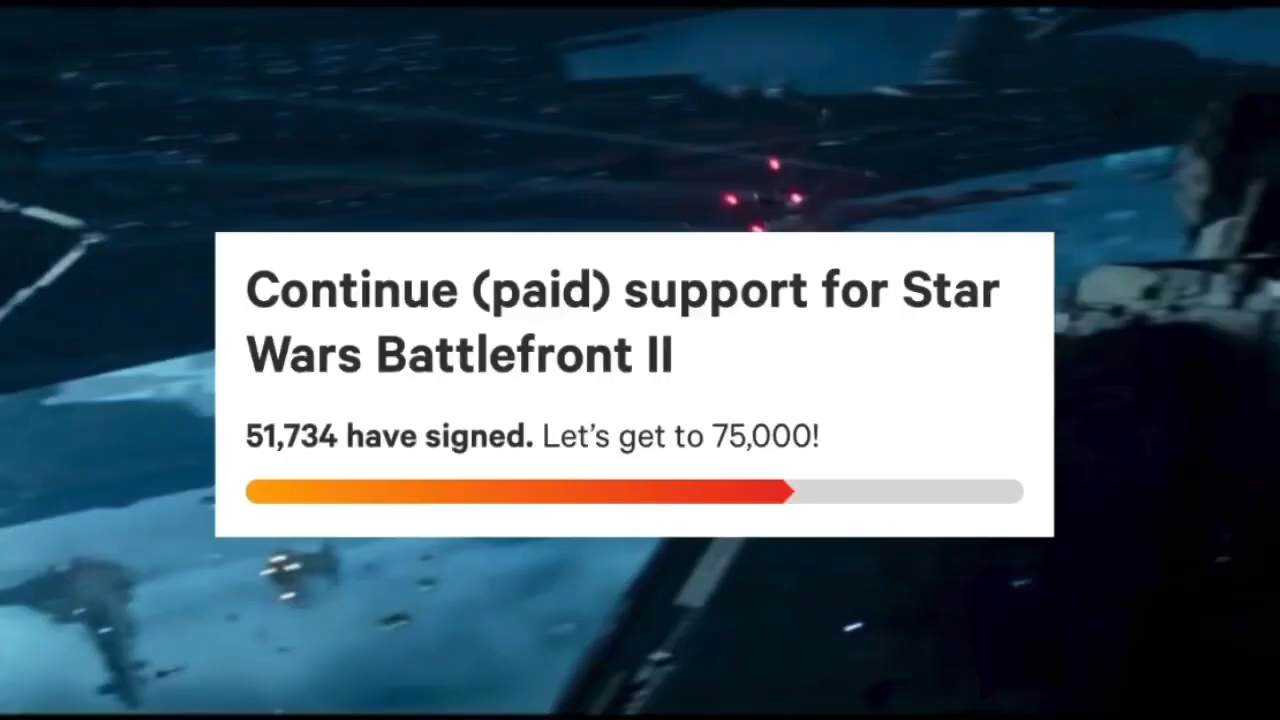 Continue (paid) support for Star
Wars Battlefront II
51,734 have signed. Let’s get to 75,000!